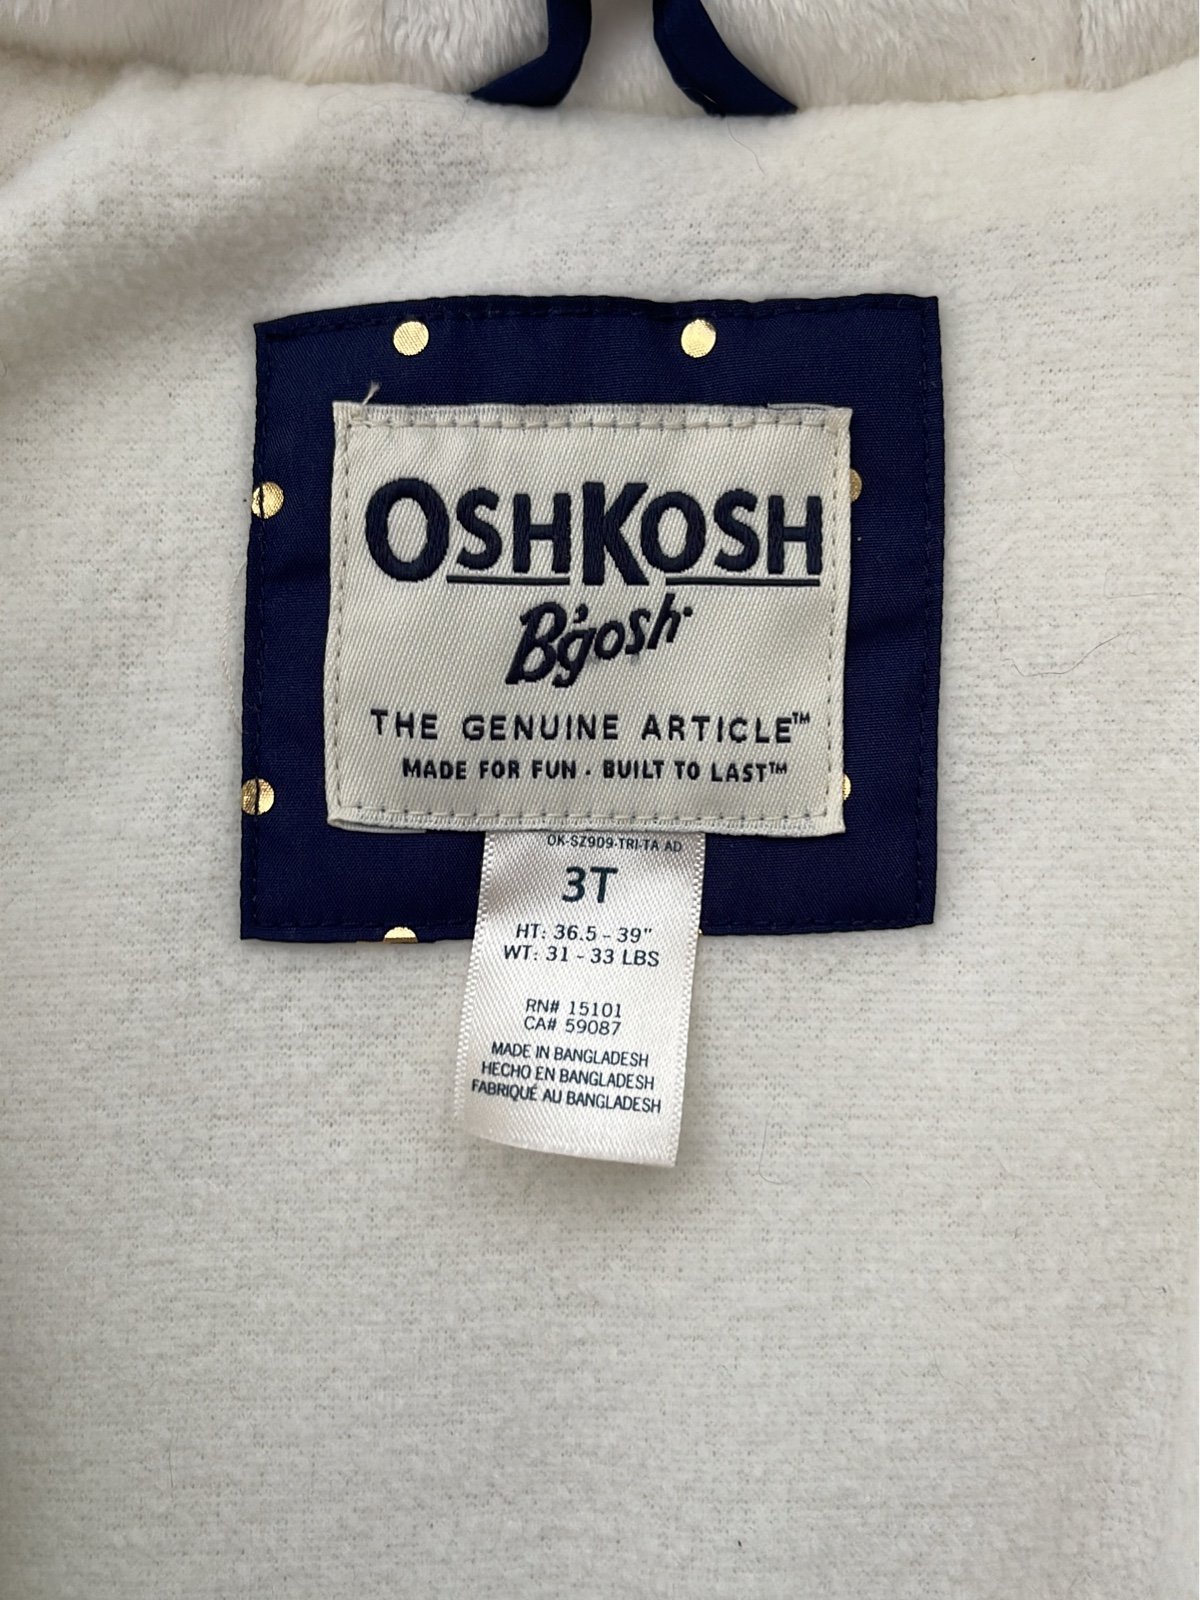 OSHKOSH
B'gosh
THE GENUINE ARTICLE™
MADE FOR FUN · BUILT TO LAST™
OK-SZ909-TRI-TA AD
3T
HT: 36.5 - 39"
WT: 31 - 33 LBS
RN# 15101
CA# 59087
MADE IN BANGLADESH
HECHO EN BANGLADESH
FABRIQUÉ AU BANGLADESH